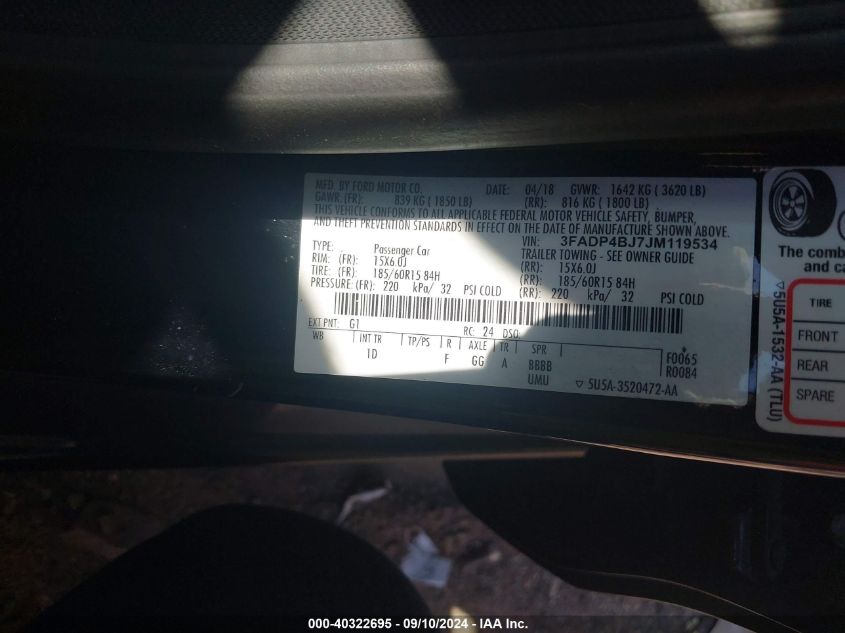 MFD. BY FORD MOTOR CO. DATE: 04/18 GVWR: 1642 KG ( 3620 LB)
GAWR: (FR): 839 KG ( 1850 LB) (RR): 816 KG ( 1800 LB)
THIS VEHICLE CONFORMS TO ALL APPLICABLE FEDERAL MOTOR VEHICLE SAFETY, BUMPER,
AND THEFT PREVENTION STANDARDS IN EFFECT ON THE DATE OF MANUFACTURE SHOWN ABOVE.
VIN: 3FADP4BJ7JM119534
TYPE: Passenger Car TRAILER TOWING - SEE OWNER GUIDE
RIM: (FR): 15X6.0J (RR): 15X6.0J
TIRE: (FR): 185/60R15 84H (RR): 185/60R15 84H
PRESSURE: (FR): 220 kPa/ 32 PSI COLD (RR): 220 kPa/ 32 PSI COLD
EXT PNT: G1 RC: 24 DSO:
WB INT TR TP/PS R AXLE TR SPR F0065
1D F GG A BBBB R0084
UMU ▽ 5U5A-3520472-AA
▽5U5A-1532-AA (TLU)
The comb
and ca
TIRE
FRONT
REAR
SPARE
000-40322695 - 09/10/2024 - IAA Inc.